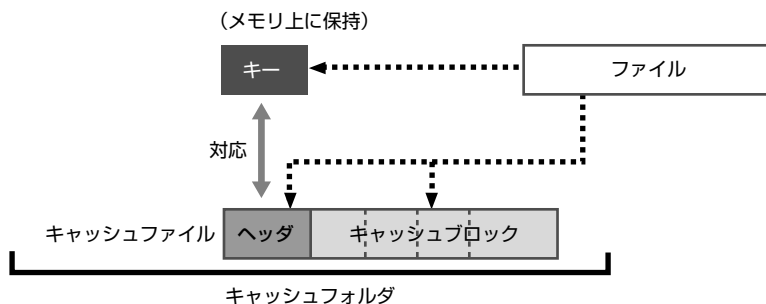 （メモリ上に保持）
キー
ファイル
対応
キャッシュファイル
ヘッダ
キャッシュブロック
キャッシュフォルダ